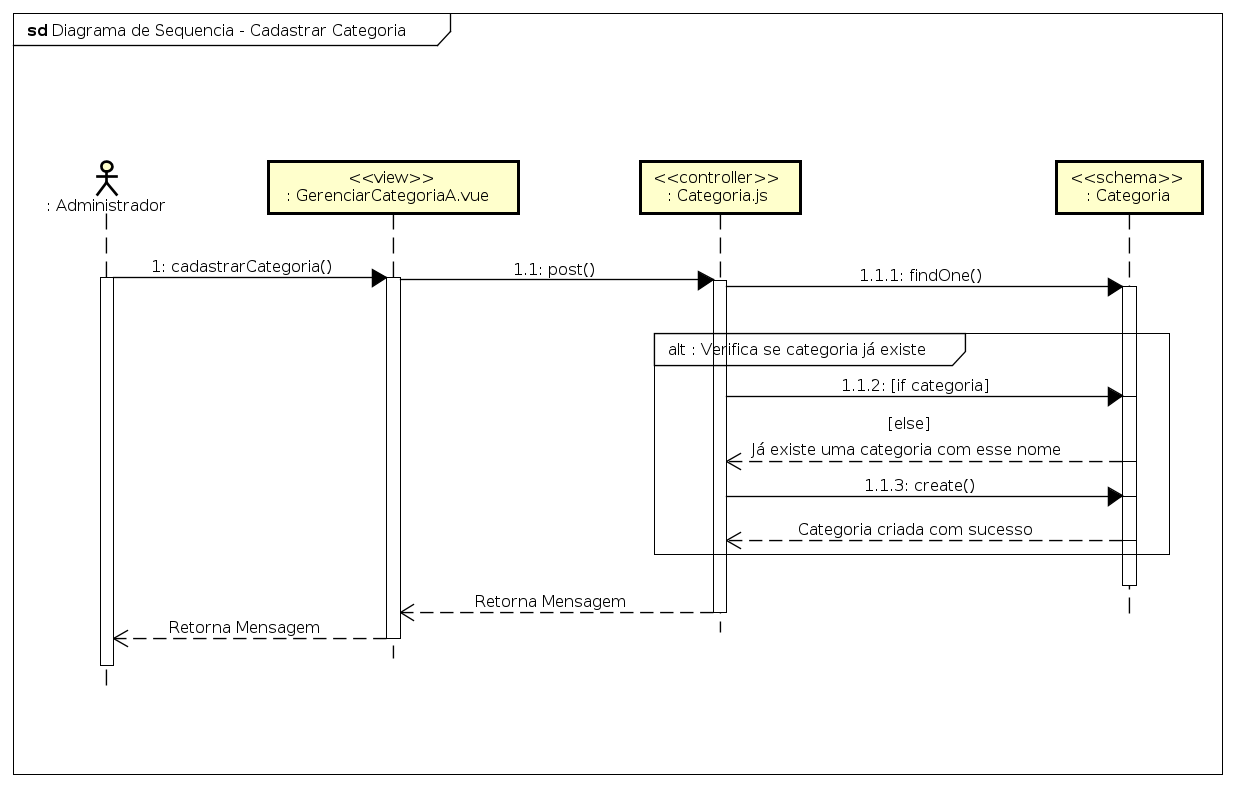 sd Diagrama de Sequencia - Cadastrar Categoria
: Administrador
<<view>>
: GerenciarCategoriaA.vue
<<controller>>
: Categoria.js
<<schema>>
: Categoria
1: cadastrarCategoria()
1.1: post()
1.1.1: findOne()
alt : Verifica se categoria já existe
1.1.2: [if categoria]
[else]
Já existe uma categoria com esse nome
1.1.3: create()
Categoria criada com sucesso
Retorna Mensagem
Retorna Mensagem